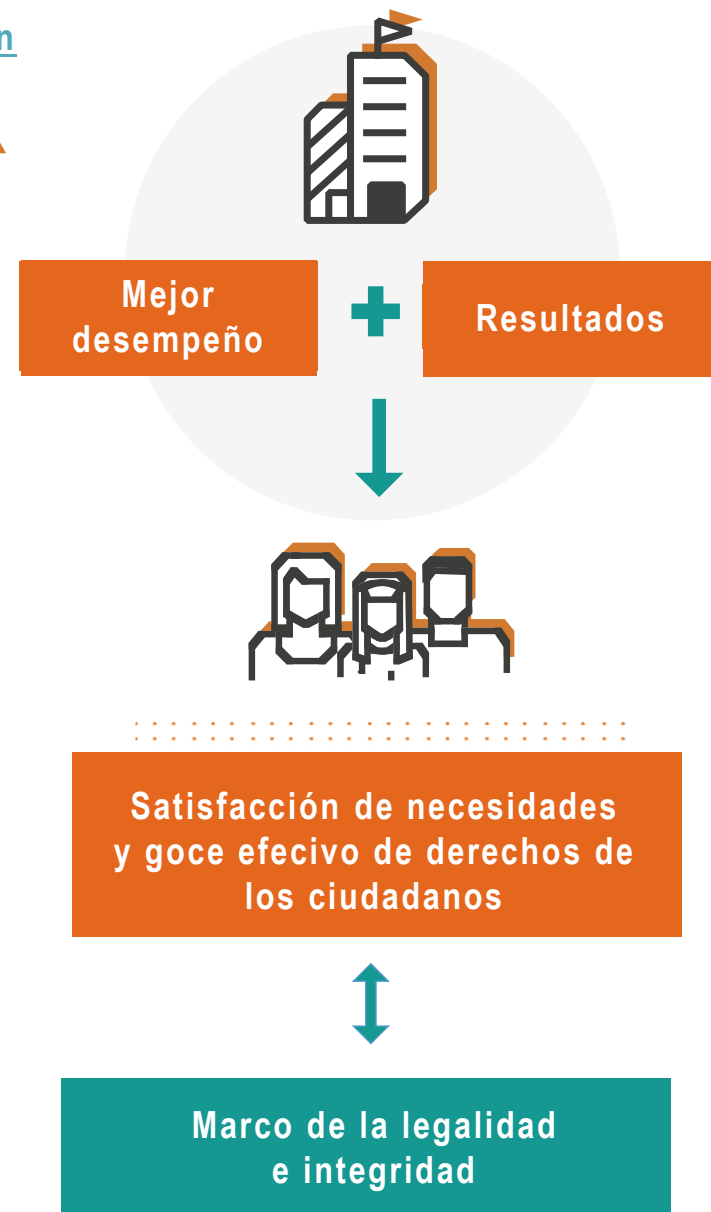 n
Mejor
desempeño
Resultados
Satisfacción de necesidades
y goce efecivo de derechos de
los ciudadanos
Marco de la legalidad
e integridad